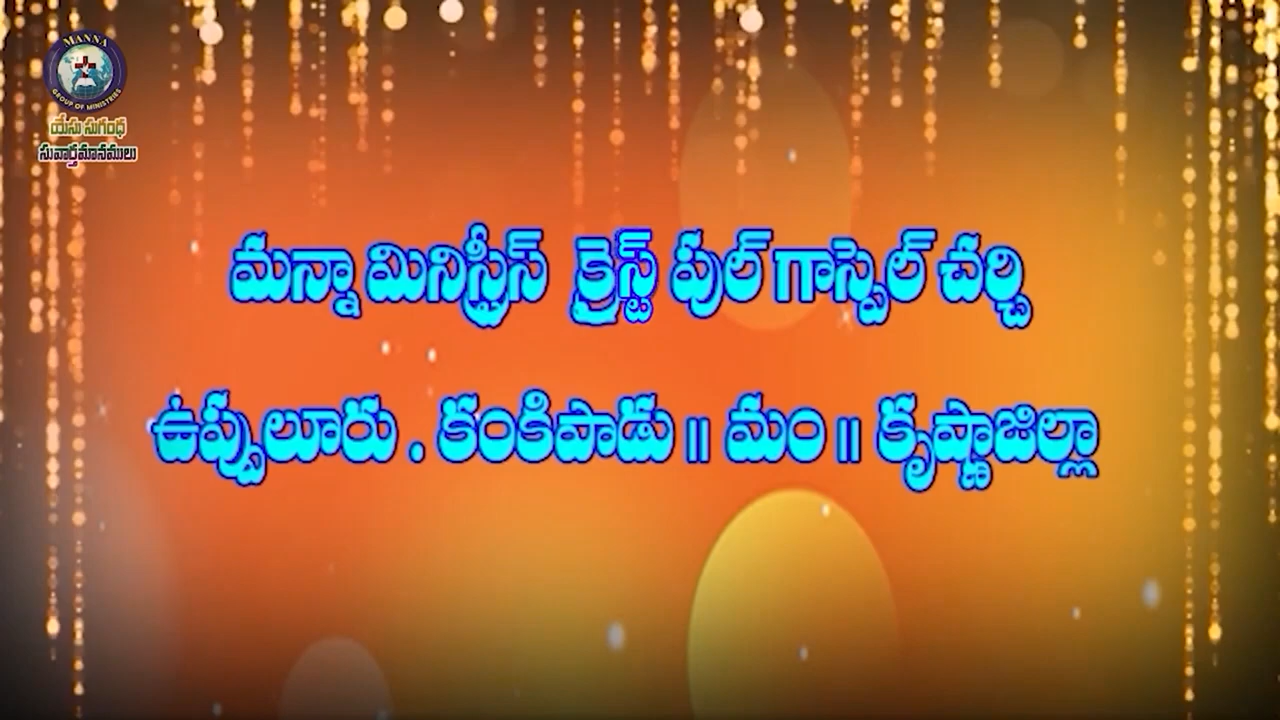 MANNA
GROUP OF MINISTRIES
యేసు సుగంధ
సువార్తమానములు
మన్నా మినిస్ట్రీస్ క్రైస్ట్ ఫుల్ గాస్పెల్ చర్చి
ఉప్పులూరు . కంకిపాడు || మం || కృష్ణాజిల్లా